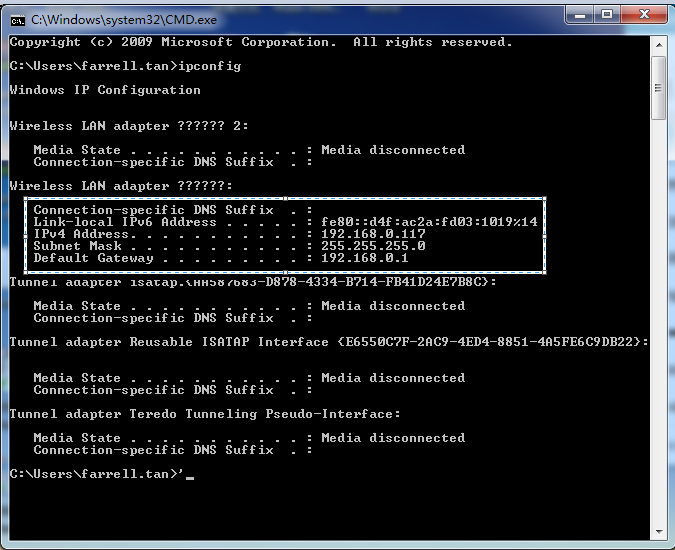 C:\Windows\system32\CMD.exe
Copyright (c) 2009 Microsoft Corporation.  All rights reserved.
C:\Users\farrell.tan>ipconfig
Windows IP Configuration
Wireless LAN adapter ?????? 2:
   Media State . . . . . . . . . . . : Media disconnected
   Connection-specific DNS Suffix  . :
Wireless LAN adapter ??????:
   Connection-specific DNS Suffix  . :
   Link-local IPv6 Address . . . . . : fe80::d4f:ac2a:fd03:1019%14
   IPv4 Address. . . . . . . . . . . : 192.168.0.117
   Subnet Mask . . . . . . . . . . . : 255.255.255.0
   Default Gateway . . . . . . . . . : 192.168.0.1
Tunnel adapter isatap.{AA587683-D878-4334-B714-FB41D24E7B8C}:
   Media State . . . . . . . . . . . : Media disconnected
   Connection-specific DNS Suffix  . :
Tunnel adapter Reusable ISATAP Interface {E6550C7F-2AC9-4ED4-8851-4A5FE6C9DB22}:
   Media State . . . . . . . . . . . : Media disconnected
   Connection-specific DNS Suffix  . :
Tunnel adapter Teredo Tunneling Pseudo-Interface:
   Media State . . . . . . . . . . . : Media disconnected
   Connection-specific DNS Suffix  . :
C:\Users\farrell.tan>'_